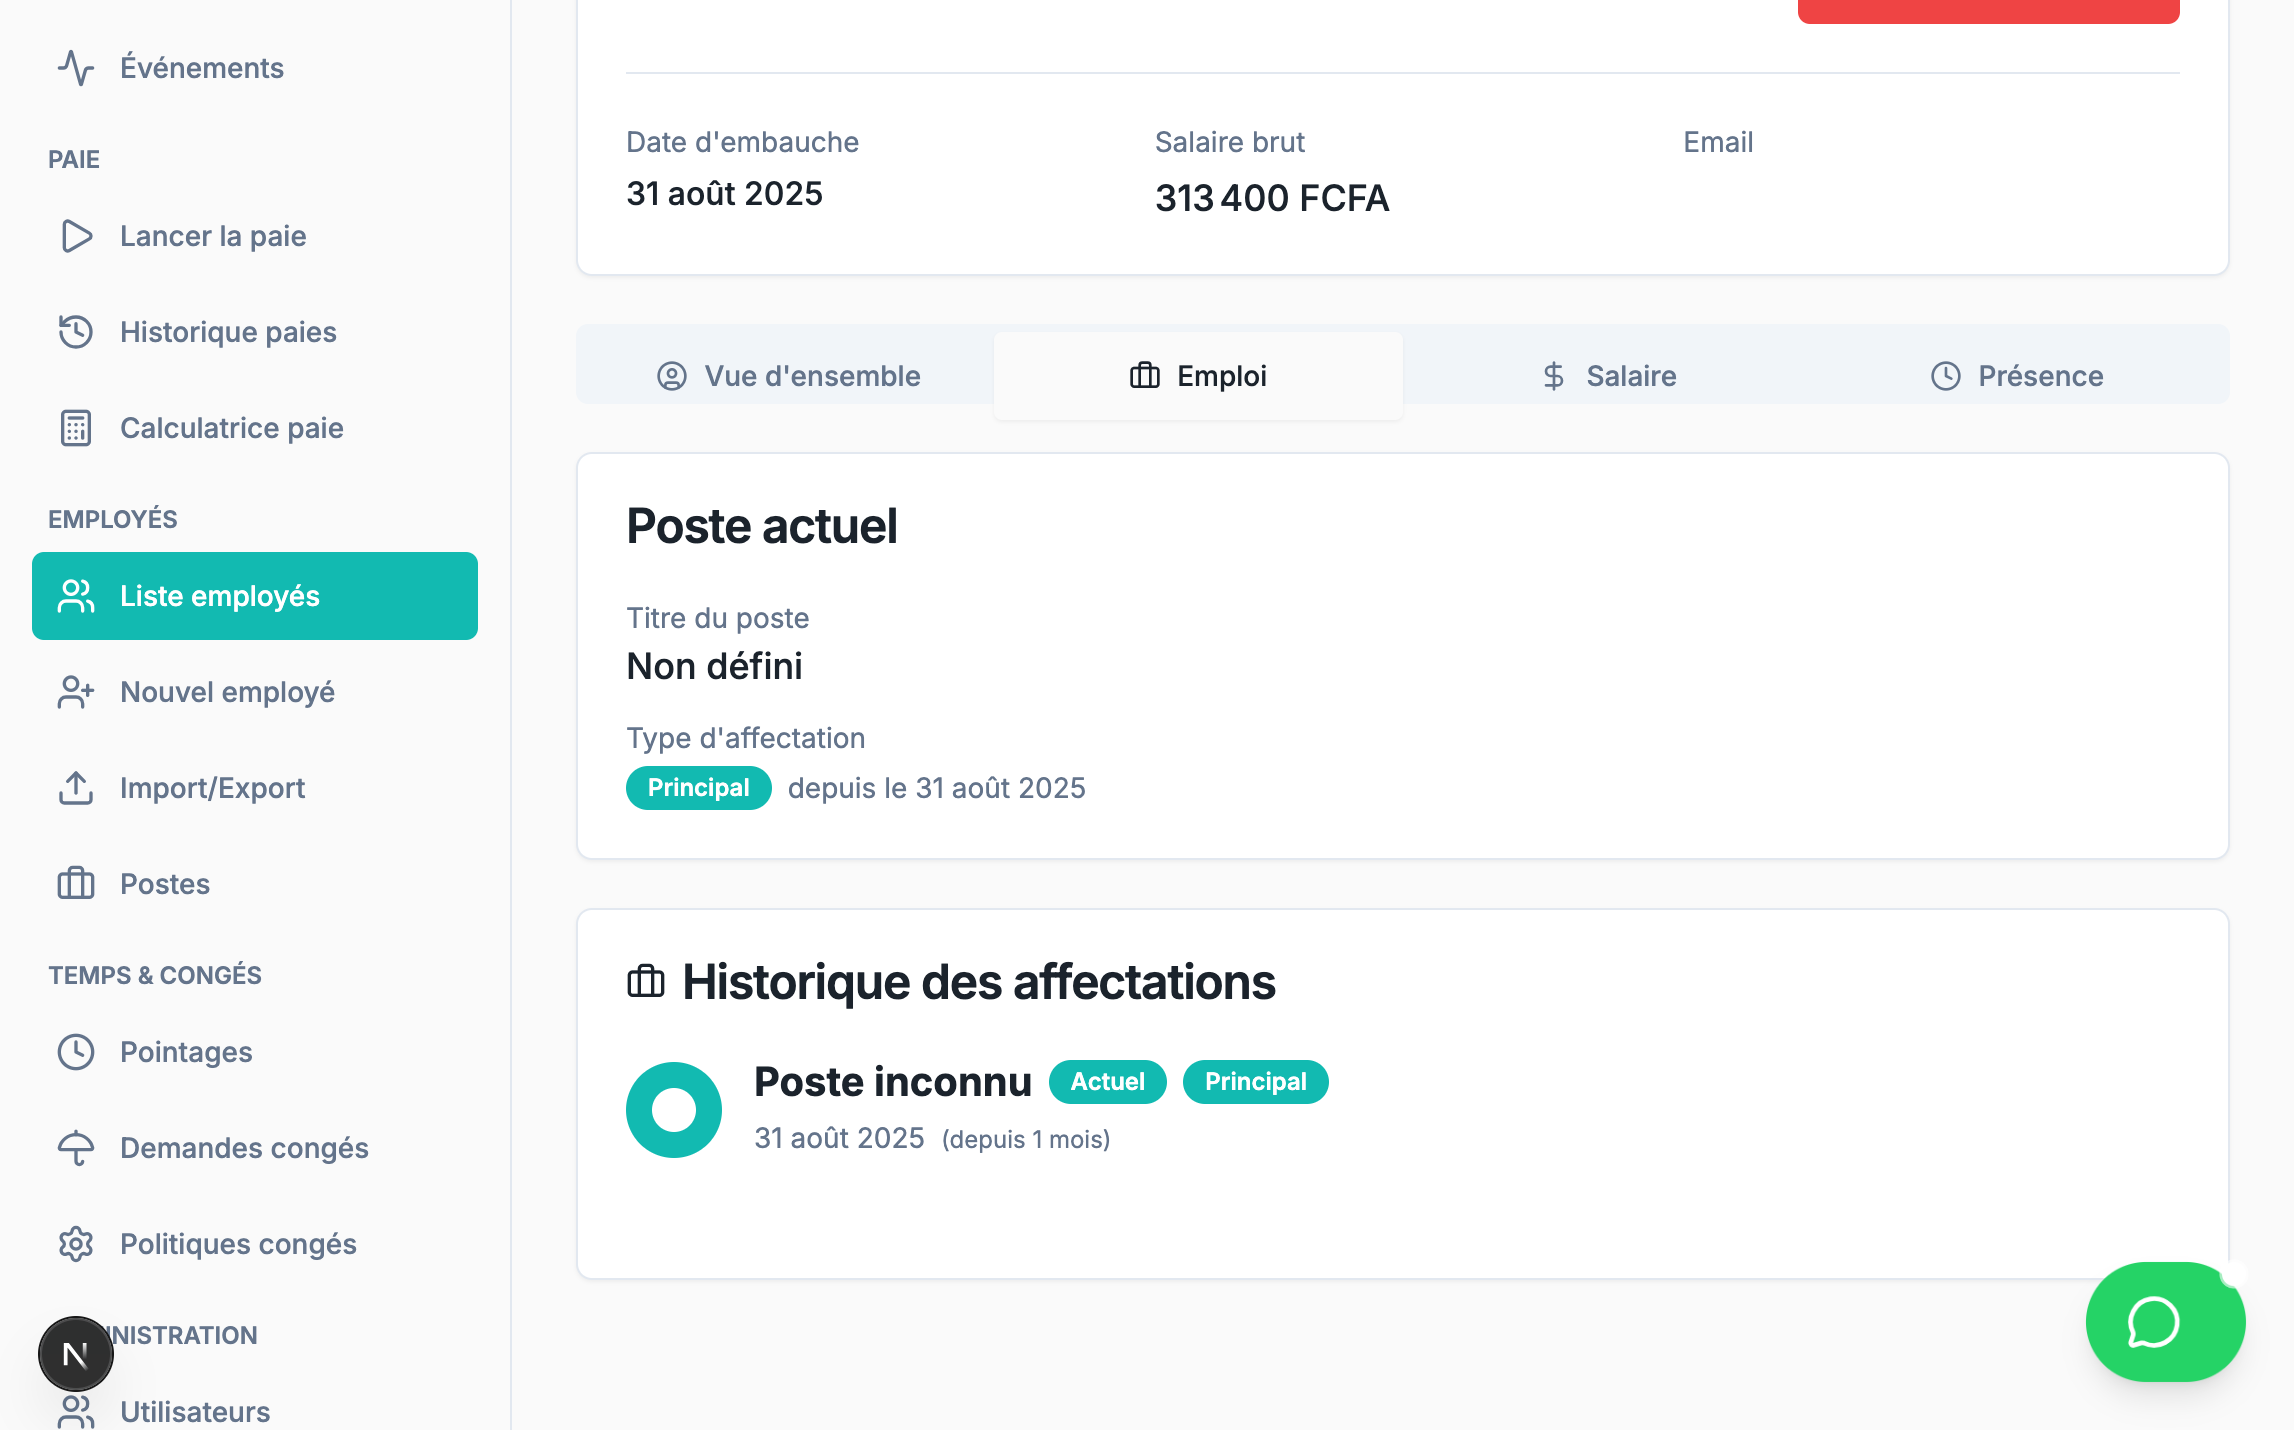 Événements
PAIE
Lancer la paie
Historique paies
Calculatrice paie
EMPLOYÉS
Liste employés
Nouvel employé
Import/Export
Postes
TEMPS & CONGÉS
Pointages
Demandes congés
Politiques congés
NISTRATION
N
Utilisateurs
Date d'embauche
31 août 2025
Salaire brut
313 400 FCFA
Email
Vue d'ensemble
Emploi
Salaire
Présence
Poste actuel
Titre du poste
Non défini
Type d'affectation
Principal depuis le 31 août 2025
Historique des affectations
Poste inconnu Actuel Principal
31 août 2025 (depuis 1 mois)